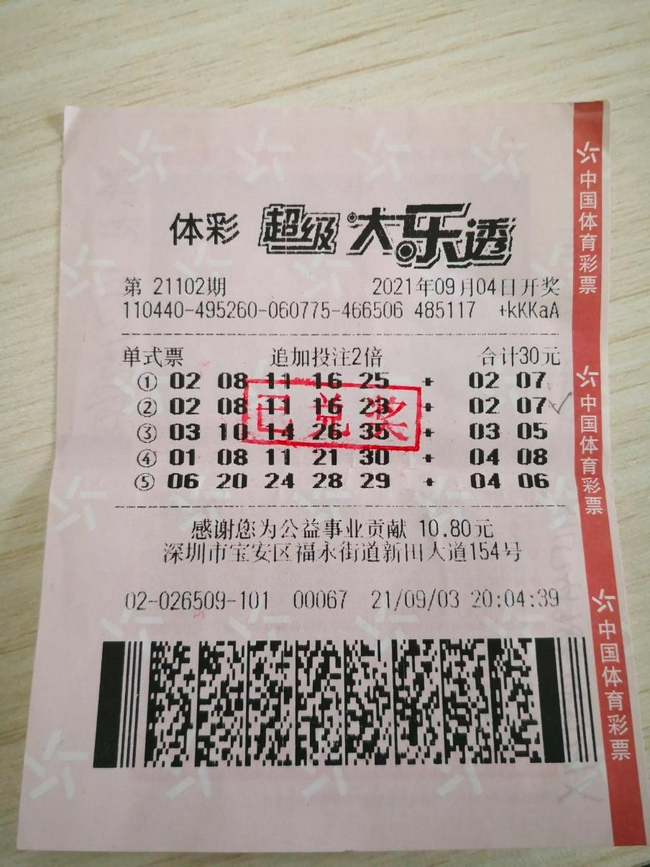 体彩 超级大乐透
第 21102期 2021年09月04日开奖
110440-495260-060775-466506 485117 +kKKaA
单式票 追加投注2倍 合计30元
① 02 08 11 16 25 + 02 07
② 02 08 11 16 23 + 02 07
③ 03 10 14 26 35 + 03 05
④ 01 08 11 21 30 + 04 08
⑤ 06 20 24 28 29 + 04 06
已兑奖
感谢您为公益事业贡献 10.80元
深圳市宝安区福永街道新田大道154号
02-026509-101 00067 21/09/03 20:04:39
中国体育彩票
中国体育彩票
中国体育彩票